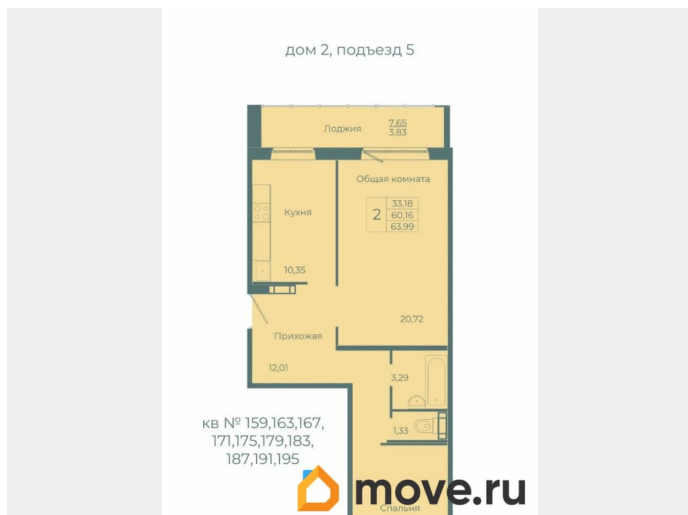 дом 2, подъезд 5
Лоджия
7,65
3,83
Общая комната
Кухня
2
33,18
60,16
63,99
10,35
20,72
Прихожая
12,01
3,29
1,33
кв № 159,163,167,
171,175,179,183,
187,191,195
move.ru
Спальня